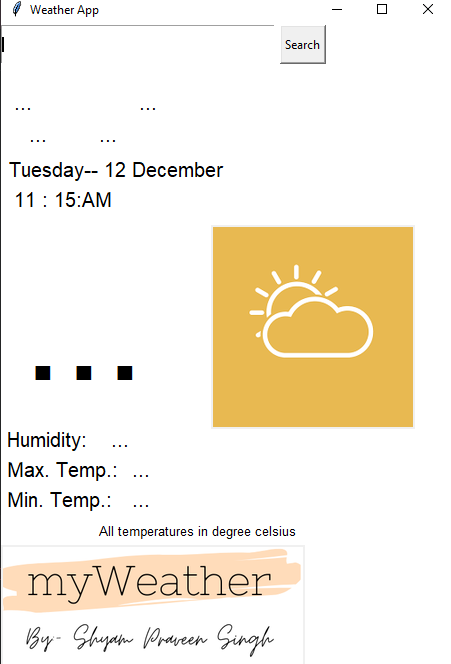 Weather App
Search
... ...
... ...
Tuesday-- 12 December
11 : 15:AM
...
Humidity: ...
Max. Temp.: ...
Min. Temp.: ...
All temperatures in degree celsius
myWeather
By:- Shyam Praveen Singh